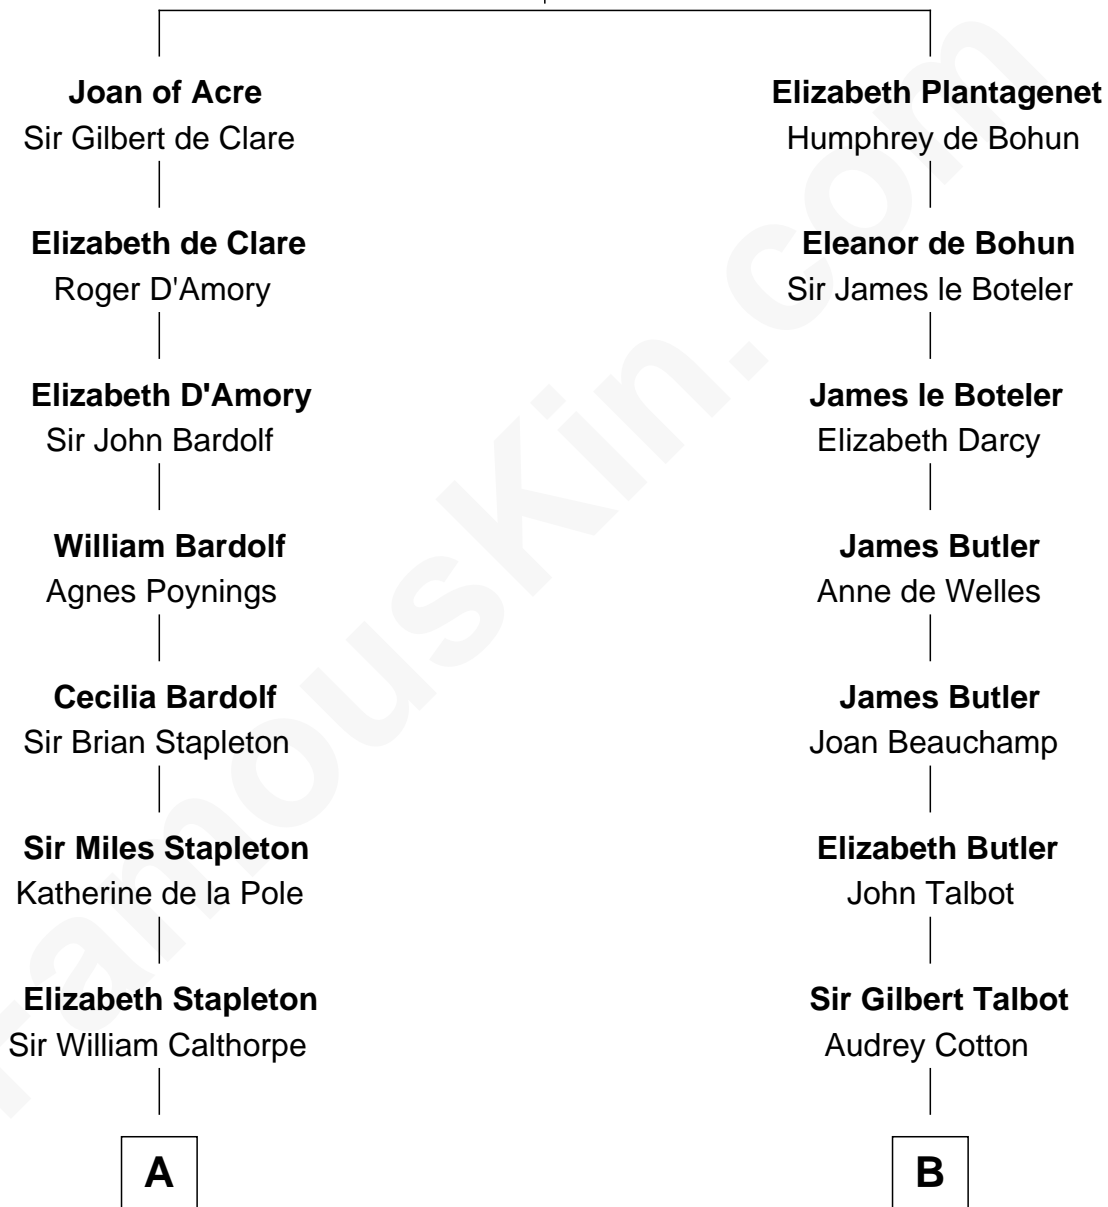 Joan of Acre
Sir Gilbert de Clare
Elizabeth de Clare
Roger D'Amory
Elizabeth D'Amory
Sir John Bardolf
William Bardolf
Agnes Poynings
Cecilia Bardolf
Sir Brian Stapleton
Sir Miles Stapleton
Katherine de la Pole
Elizabeth Stapleton
Sir William Calthorpe
A
Elizabeth Plantagenet
Humphrey de Bohun
Eleanor de Bohun
Sir James le Boteler
James le Boteler
Elizabeth Darcy
James Butler
Anne de Welles
James Butler
Joan Beauchamp
Elizabeth Butler
John Talbot
Sir Gilbert Talbot
Audrey Cotton
B
FamousKin.com